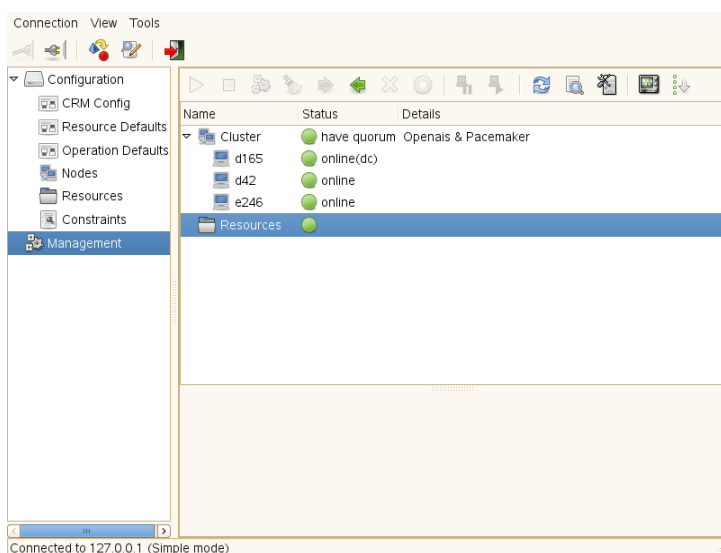 Connection View Tools
Configuration
CRM Config
Resource Defaults
Operation Defaults
Nodes
Resources
Constraints
Management
Name Status Details
Cluster have quorum Openais & Pacemaker
d165 online(dc)
d42 online
e246 online
Resources
Connected to 127.0.0.1 (Simple mode)